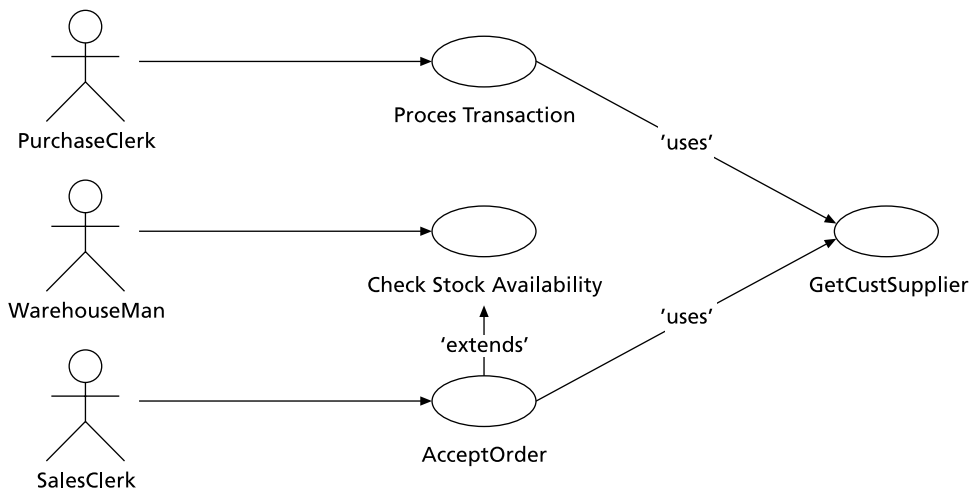 Proces Transaction
PurchaseClerk
'uses'
Check Stock Availability
GetCustSupplier
WarehouseMan
'uses'
'extends'
AcceptOrder
SalesClerk